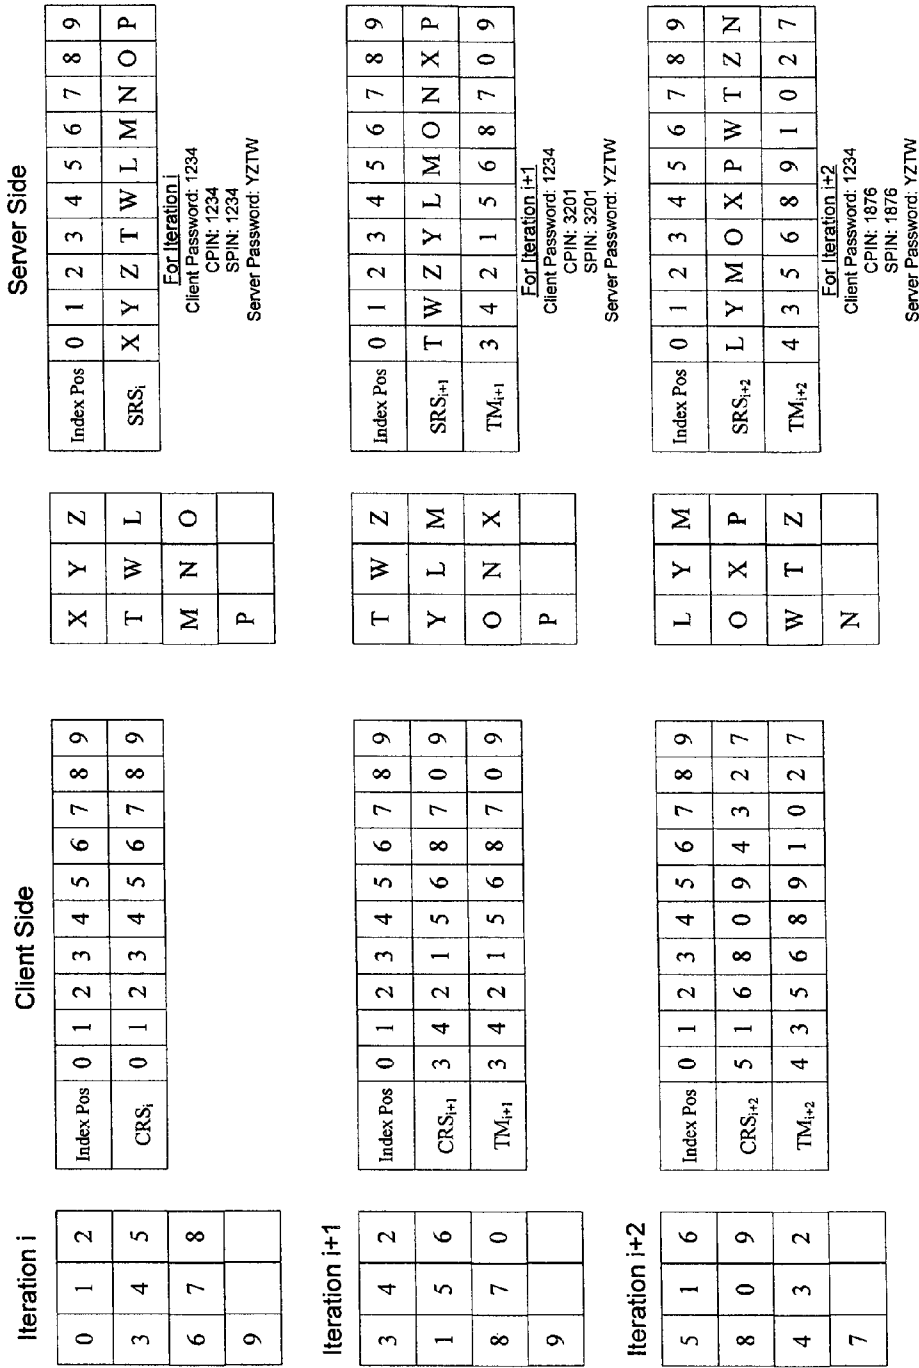 Client Side
Server Side
Iteration i
0 1 2
3 4 5
6 7 8
9
Index Pos 0 1 2 3 4 5 6 7 8 9
CRSi 0 1 2 3 4 5 6 7 8 9
X Y Z
T W L
M N O
P
Index Pos 0 1 2 3 4 5 6 7 8 9
SRSi X Y Z T W L M N O P
For Iteration i
Client Password: 1234
CPIN: 1234
SPIN: 1234
Server Password: YZTW
Iteration i+1
3 4 2
1 5 6
8 7 0
9
Index Pos 0 1 2 3 4 5 6 7 8 9
CRSi+1 3 4 2 1 5 6 8 7 0 9
TMi+1 3 4 2 1 5 6 8 7 0 9
T W Z
Y L M
O N X
P
Index Pos 0 1 2 3 4 5 6 7 8 9
SRSi+1 T W Z Y L M O N X P
TMi+1 3 4 2 1 5 6 8 7 0 9
For Iteration i+1
Client Password: 1234
CPIN: 3201
SPIN: 3201
Server Password: YZTW
Iteration i+2
5 1 6
8 0 9
4 3 2
7
Index Pos 0 1 2 3 4 5 6 7 8 9
CRSi+2 5 1 6 8 0 9 4 3 2 7
TMi+2 4 3 5 6 8 9 1 0 2 7
L Y M
O X P
W T Z
N
Index Pos 0 1 2 3 4 5 6 7 8 9
SRSi+2 L Y M O X P W T Z N
TMi+2 4 3 5 6 8 9 1 0 2 7
For Iteration i+2
Client Password: 1234
CPIN: 1876
SPIN: 1876
Server Password: YZTW